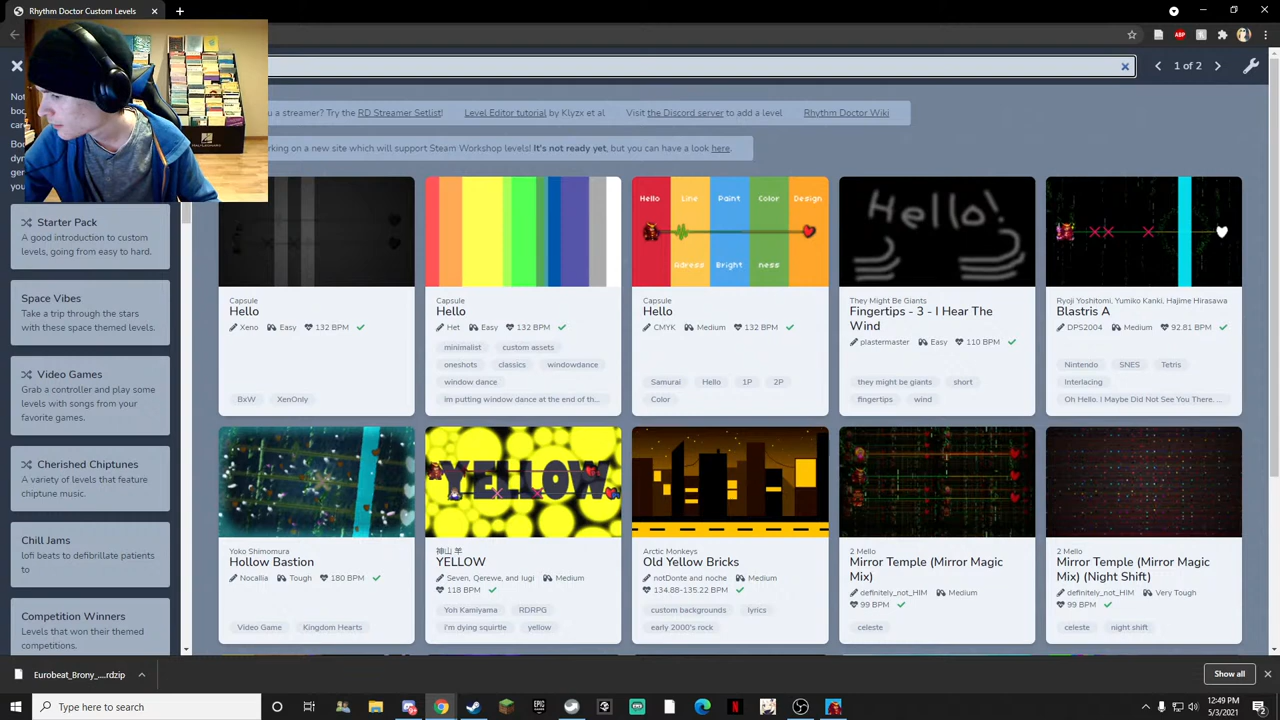 Rhythm Doctor Custom Levels
1 of 2
u a streamer? Try the RD Streamer Setlist!
Level Editor tutorial by Klyzx et al
Visit the Discord server to add a level
Rhythm Doctor Wiki
rking on a new site which will support Steam Workshop levels! It's not ready yet, but you can have a look here.
Starter Pack
A good introduction to custom
levels, going from easy to hard.
Space Vibes
Take a trip through the stars
with these space themed levels.
Video Games
Grab a controller and play some
levels with songs from your
favorite games.
Cherished Chiptunes
A variety of levels that feature
chiptune music.
Chill Jams
lofi beats to defibrillate patients
to
Competition Winners
Levels that won their themed
competitions.
Capsule
Hello
Xeno Easy 132 BPM
BxW XenOnly
Capsule
Hello
Het Easy 132 BPM
minimalist custom assets
oneshots classics windowdance
window dance
im putting window dance at the end of th...
Hello Line Paint Color Design
Adress Bright ness
Capsule
Hello
CMYK Medium 132 BPM
Samurai Hello 1P 2P
Color
Hello!
They Might Be Giants
Fingertips - 3 - I Hear The
Wind
plastermaster Easy 110 BPM
they might be giants short
fingertips wind
Ryoji Yoshitomi, Yumiko Kanki, Hajime Hirasawa
Blastris A
DPS2004 Medium 92.81 BPM
Nintendo SNES Tetris
Interlacing
Oh Hello. I Maybe Did Not See You There. ...
Yoko Shimomura
Hollow Bastion
Nocallia Tough 180 BPM
Video Game Kingdom Hearts
YELLOW
神山 羊
YELLOW
Seven, Qerewe, and Iugi Medium
118 BPM
Yoh Kamiyama RDRPG
i'm dying squirtle yellow
Arctic Monkeys
Old Yellow Bricks
notDonte and noche Medium
134.88-135.22 BPM
custom backgrounds lyrics
early 2000's rock
2 Mello
Mirror Temple (Mirror Magic
Mix)
definitely_not_HIM Medium
99 BPM
celeste
2 Mello
Mirror Temple (Mirror Magic
Mix) (Night Shift)
definitely_not_HIM Very Tough
99 BPM
celeste night shift
Eurobeat_Brony_....rdzip
Show all
Type here to search
12:49 PM
5/3/2021